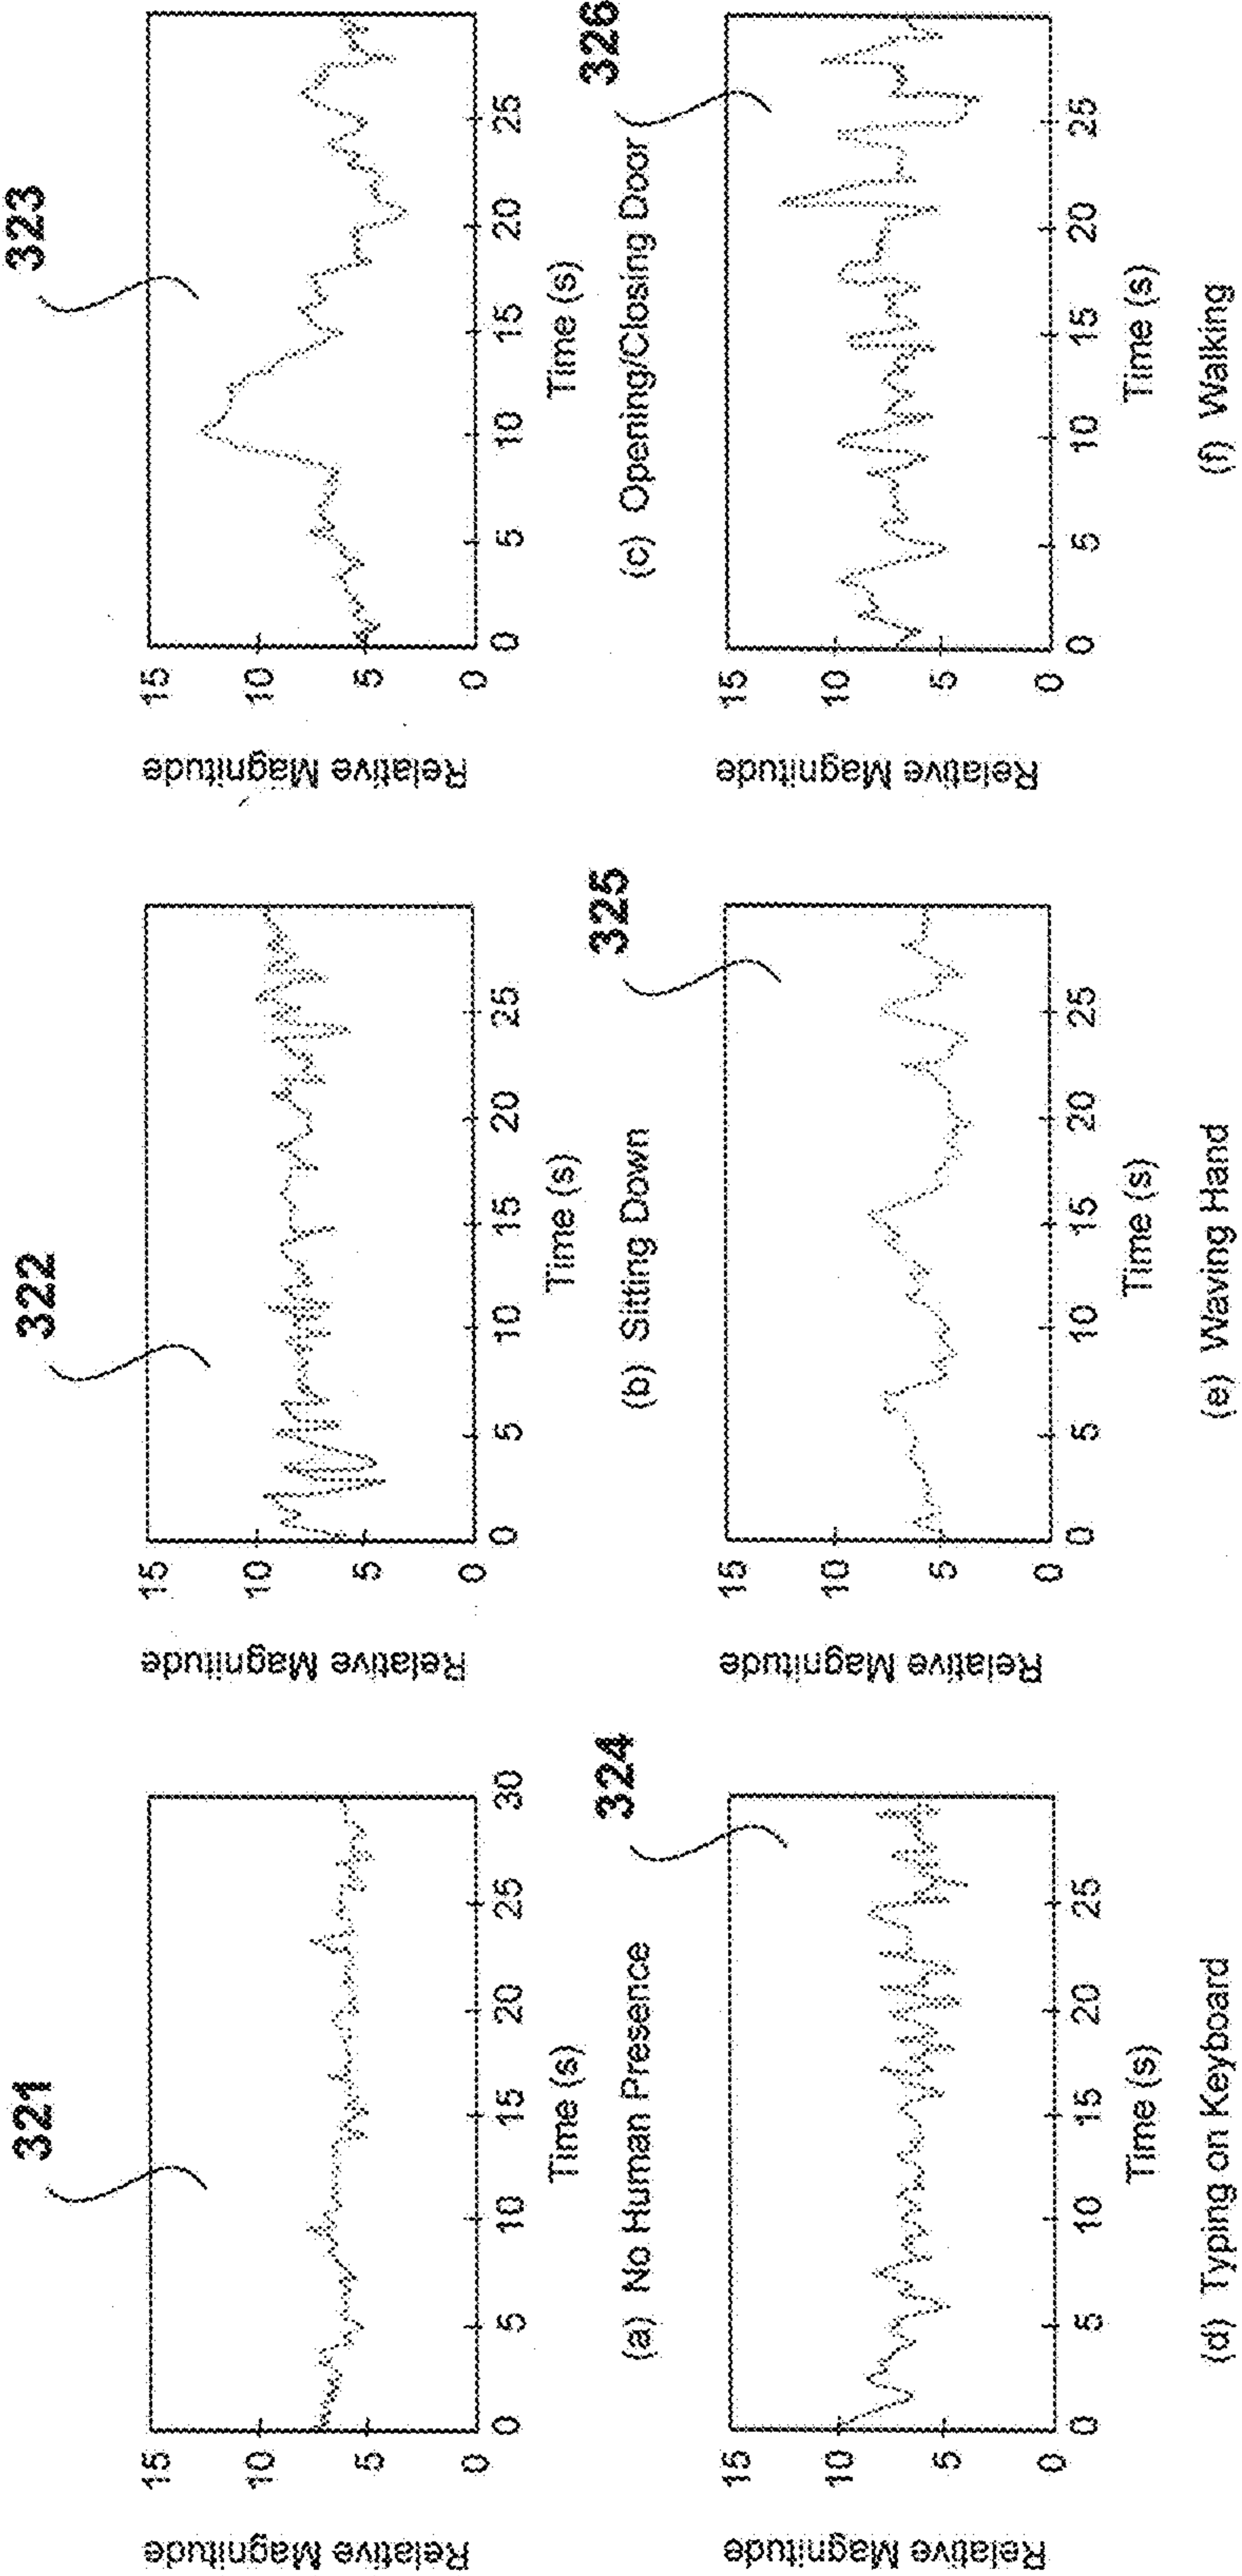 321
Relative Magnitude
15
10
5
0
0 5 10 15 20 25 30
Time (s)
(a) No Human Presence
322
Relative Magnitude
15
10
5
0
0 5 10 15 20 25
Time (s)
(b) Sitting Down
323
Relative Magnitude
15
10
5
0
0 5 10 15 20 25
Time (s)
(c) Opening/Closing Door
324
Relative Magnitude
15
10
5
0
0 5 10 15 20 25
Time (s)
(d) Typing on Keyboard
325
Relative Magnitude
15
10
5
0
0 5 10 15 20 25
Time (s)
(e) Waving Hand
326
Relative Magnitude
15
10
5
0
0 5 10 15 20 25
Time (s)
(f) Walking